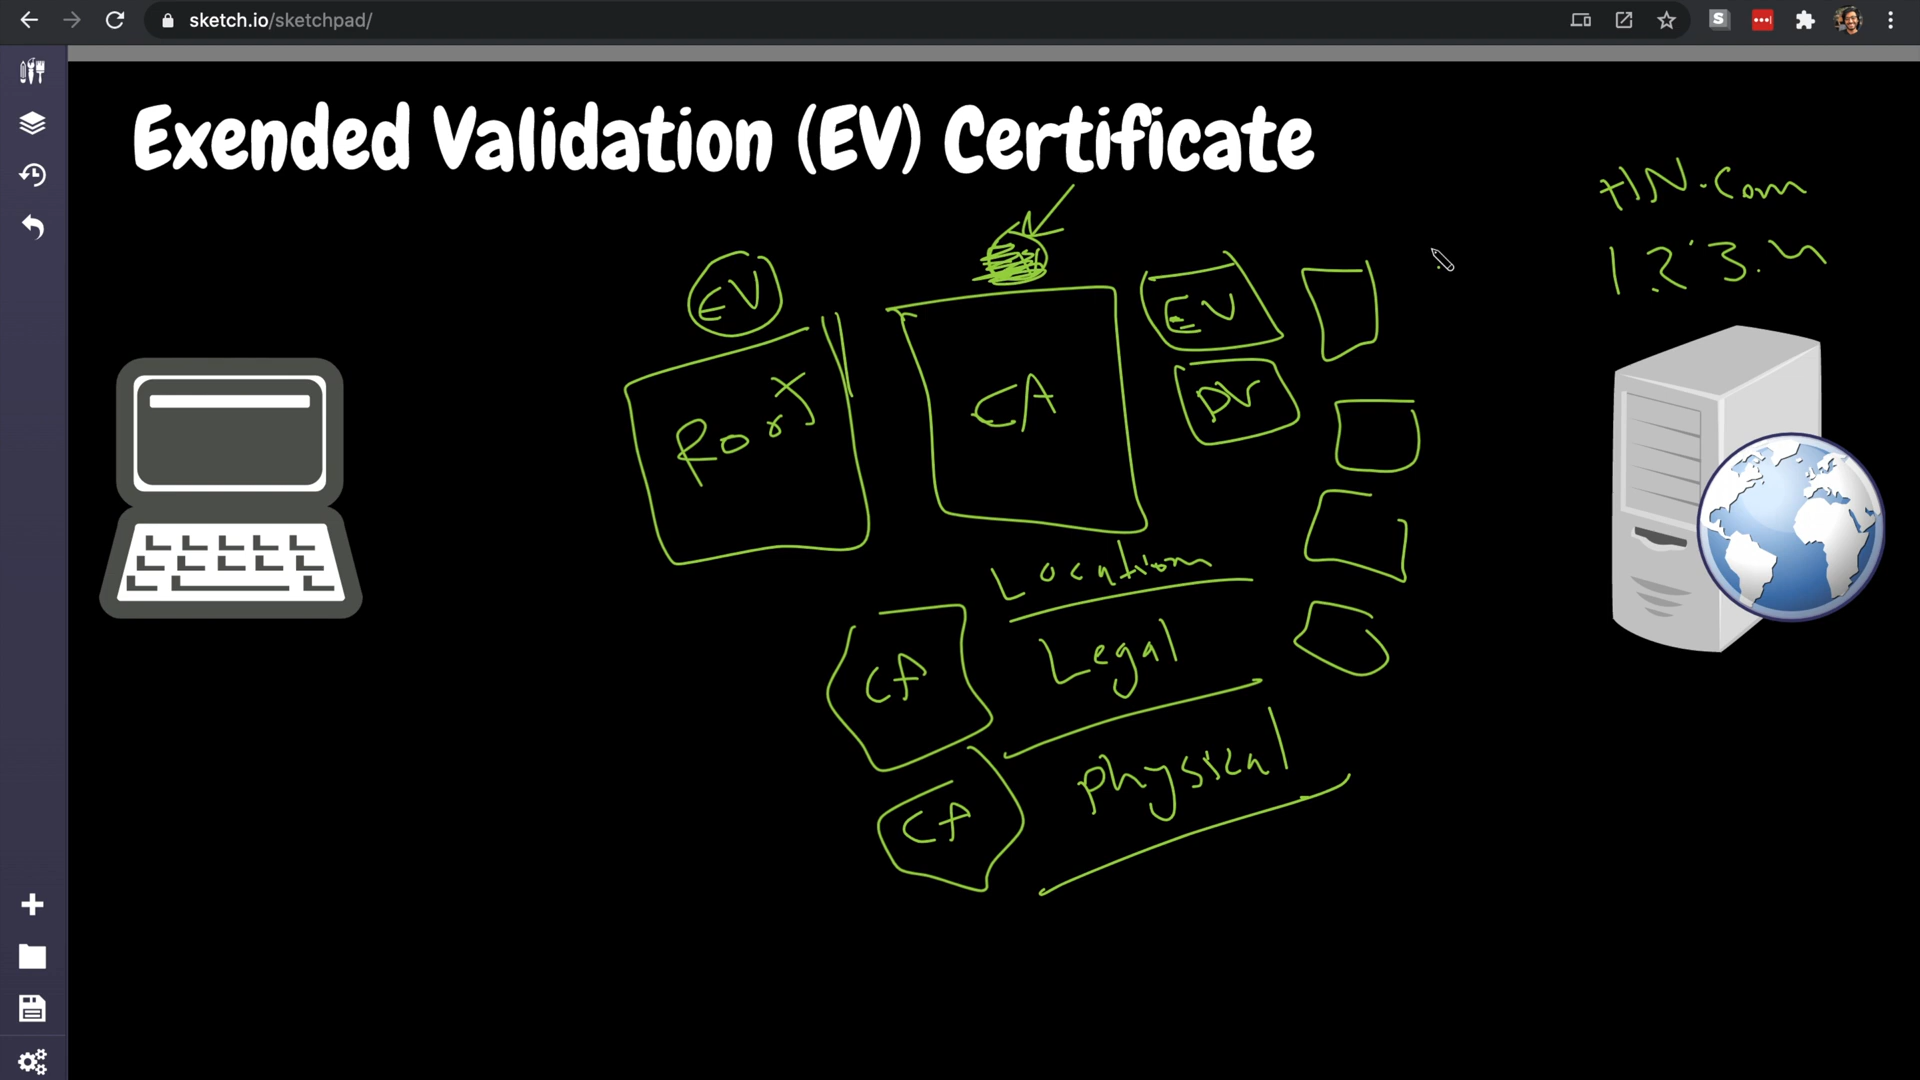 sketch.io/sketchpad/
Exended Validation (EV) Certificate
HN.com
1.2.3.4
EV
EV
Root
CA
DV
Location
CA
Legal
Physical
CA